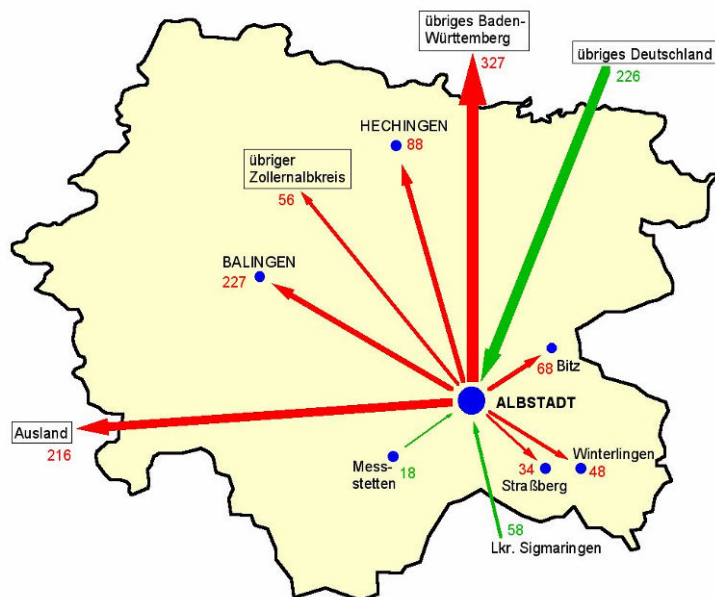 übriges Baden-
Württemberg
327
übriges Deutschland
226
HECHINGEN
88
übriger
Zollernalbkreis
56
BALINGEN
227
68 Bitz
ALBSTADT
Ausland
216
Mess-
stetten
18
Winterlingen
34
48
Straßberg
58
Lkr. Sigmaringen